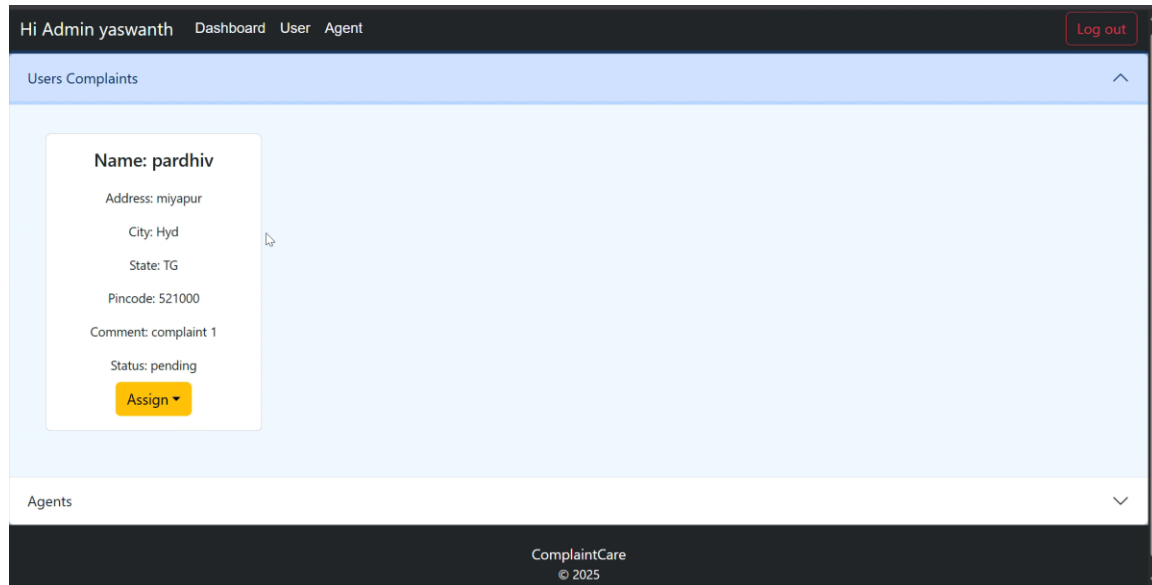 Hi Admin yaswanth Dashboard User Agent Log out
Users Complaints
Name: pardhiv
Address: miyapur
City: Hyd
State: TG
Pincode: 521000
Comment: complaint 1
Status: pending
Assign
Agents
ComplaintCare
© 2025